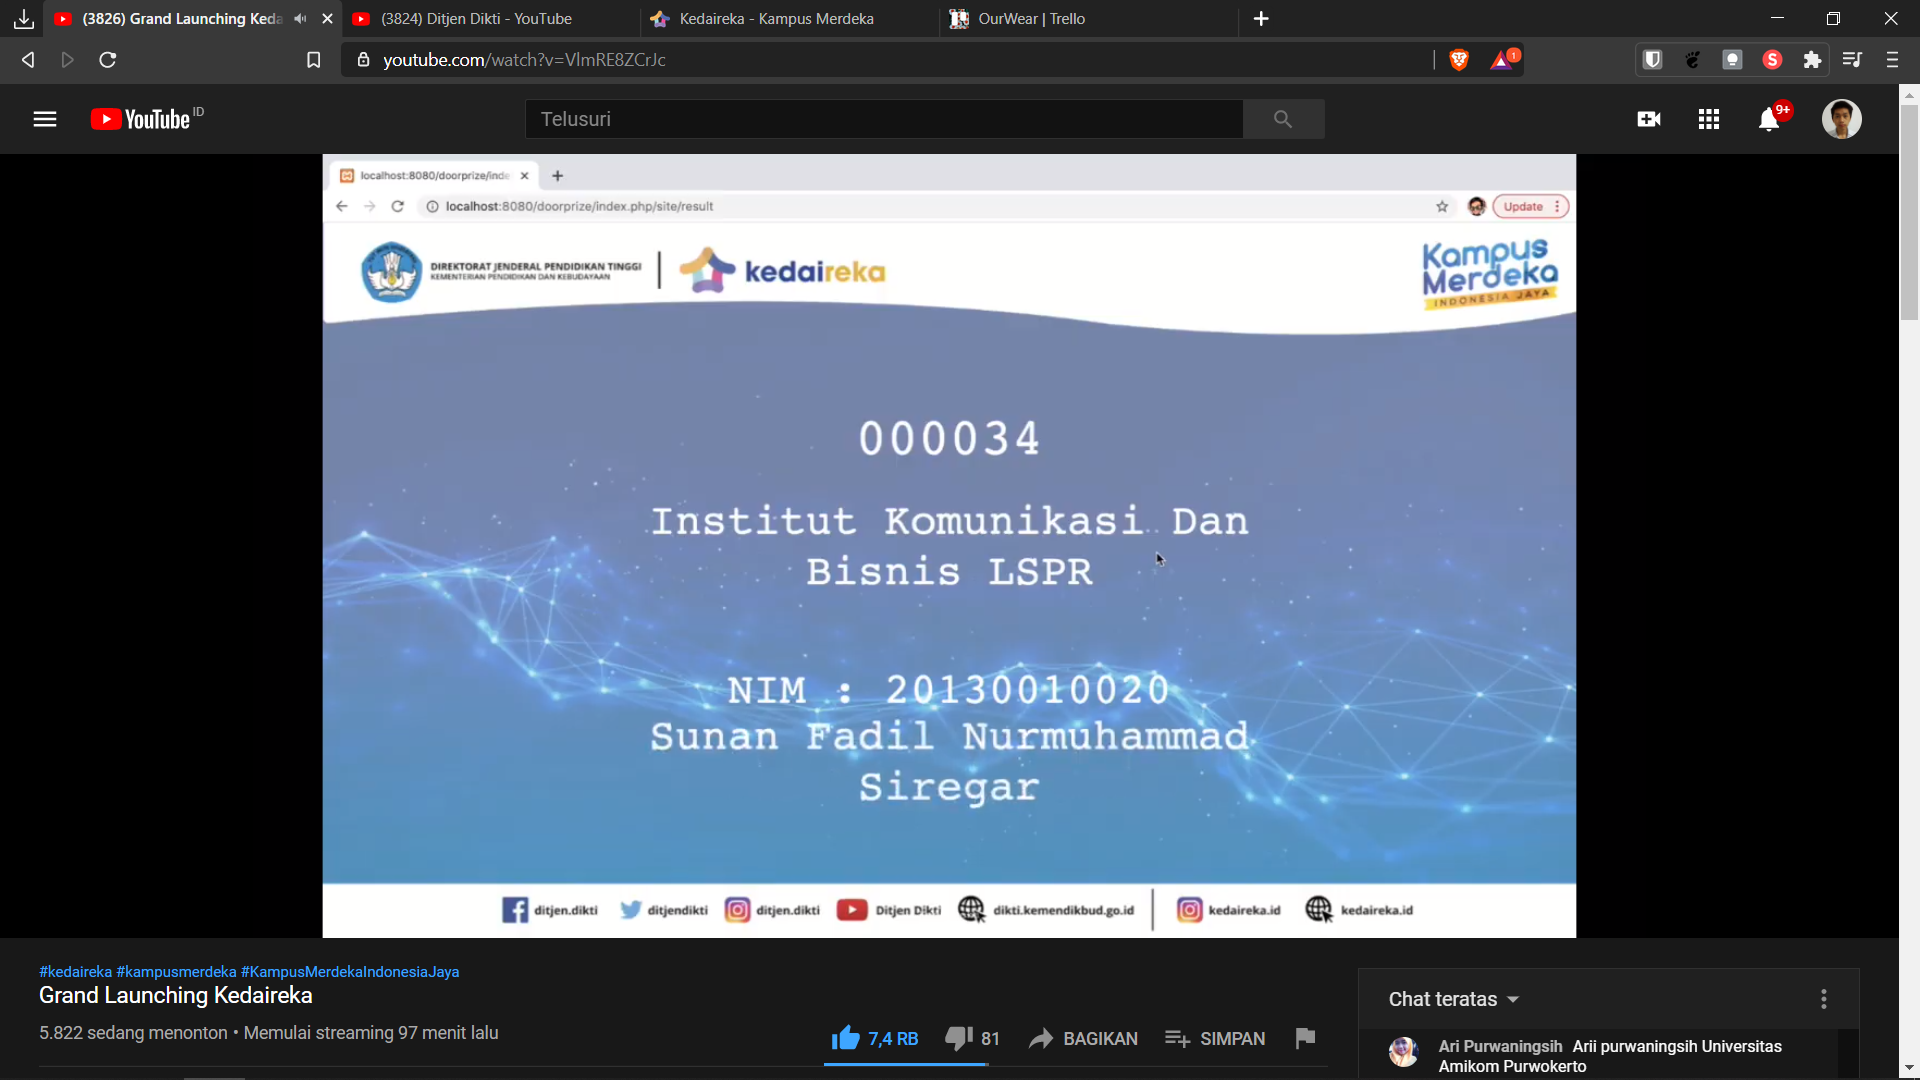 (3826) Grand Launching Keda
(3824) Ditjen Dikti - YouTube
Kedaireka - Kampus Merdeka
OurWear | Trello
youtube.com/watch?v=VlmRE8ZCrJc
1
YouTube ID
Telusuri
9+
localhost:8080/doorprize/inde
localhost:8080/doorprize/index.php/site/result
Update
DIREKTORAT JENDERAL PENDIDIKAN TINGGI
KEMENTERIAN PENDIDIKAN DAN KEBUDAYAAN
kedaireka
Kampus
Merdeka
INDONESIA JAYA
000034
Institut Komunikasi Dan
Bisnis LSPR
NIM : 20130010020
Sunan Fadil Nurmuhammad
Siregar
ditjen.dikti
ditjendikti
ditjen.dikti
Ditjen Dikti
dikti.kemendikbud.go.id
kedaireka.id
kedaireka.id
#kedaireka #kampusmerdeka #KampusMerdekaIndonesiaJaya
Grand Launching Kedaireka
5.822 sedang menonton • Memulai streaming 97 menit lalu
7,4 RB
81
BAGIKAN
SIMPAN
Chat teratas
Ari Purwaningsih Arii purwaningsih Universitas
Amikom Purwokerto